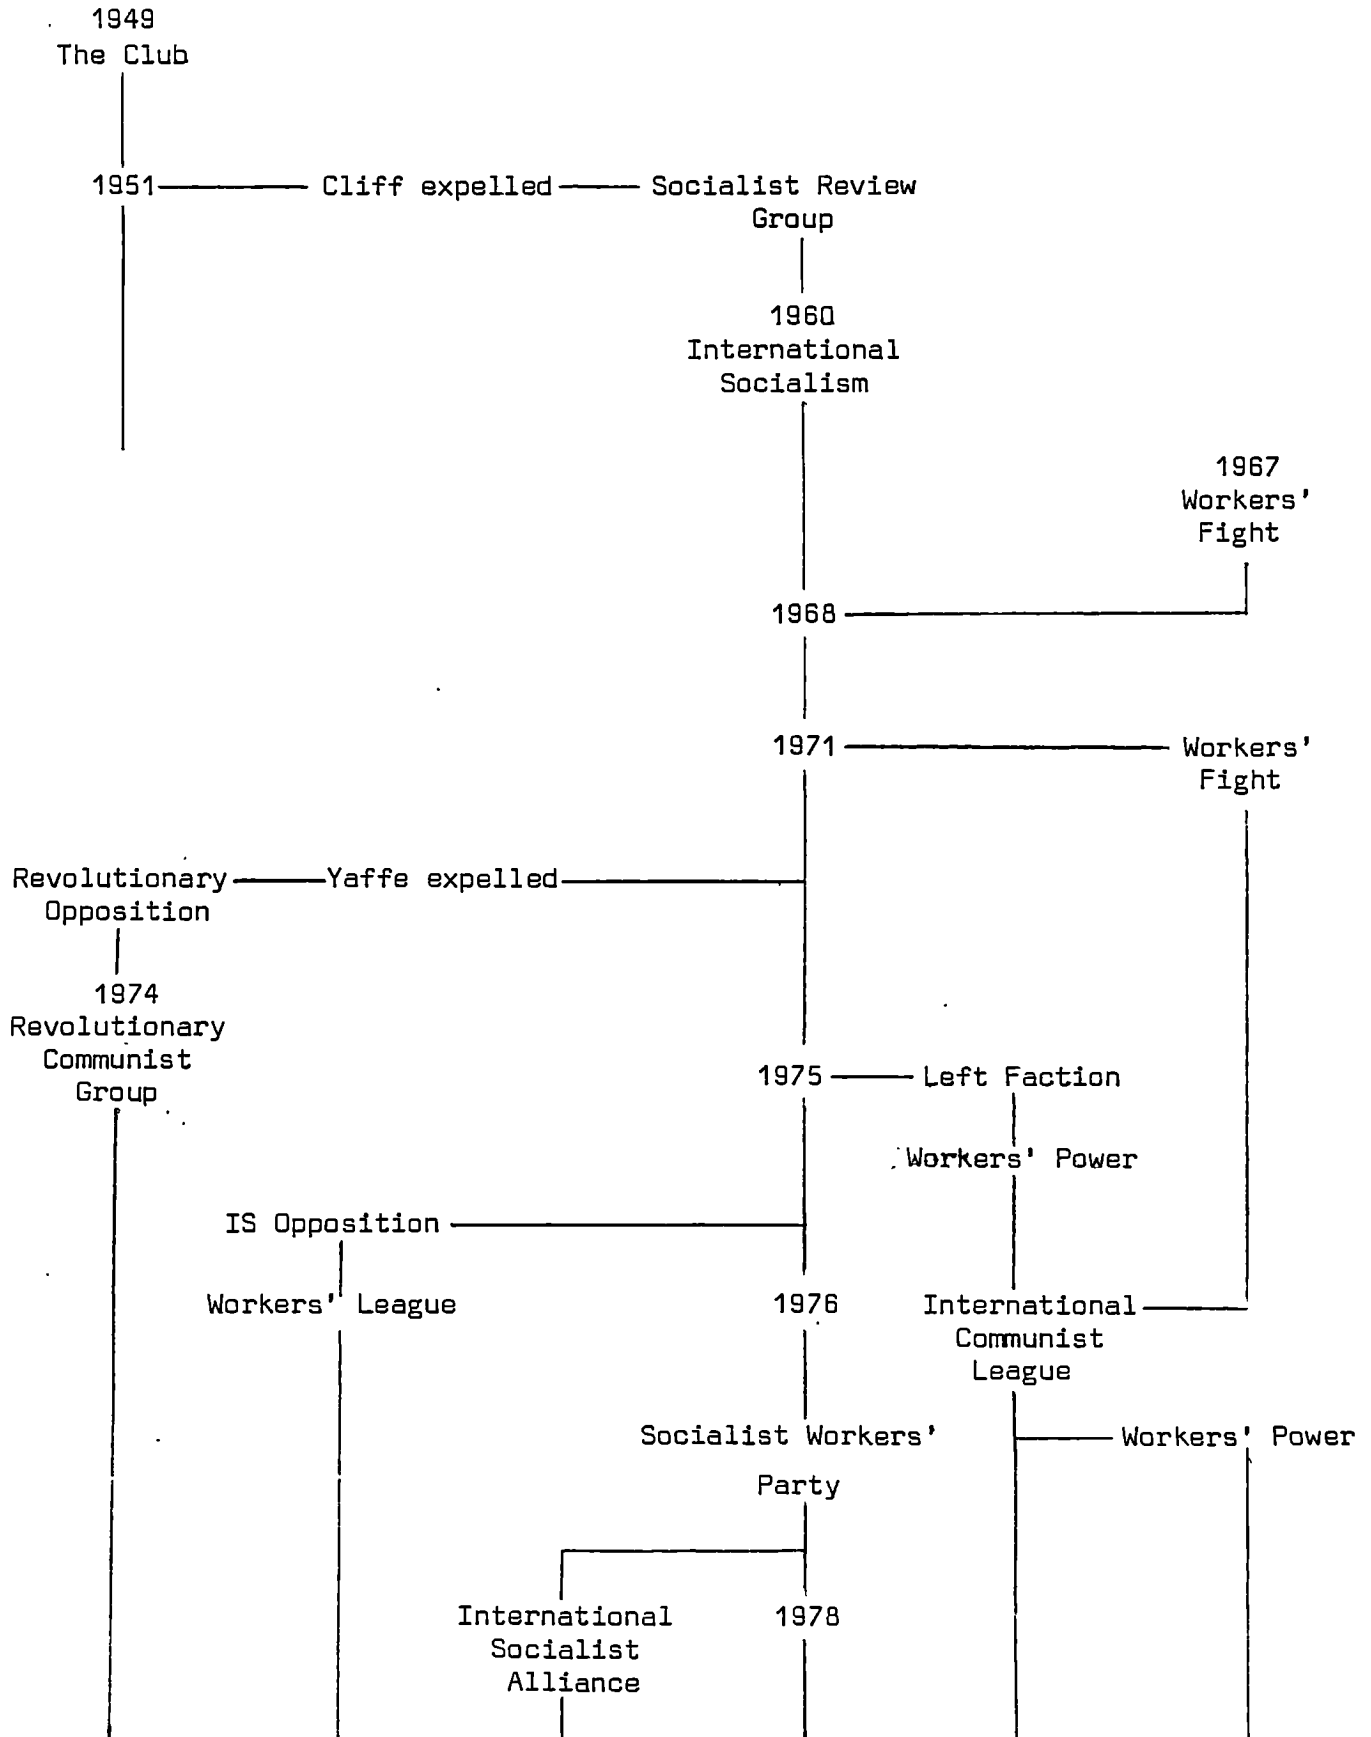 1949
The Club
1951 Cliff expelled Socialist Review
Group
1960
International
Socialism
1967
Workers'
Fight
1968
1971 Workers'
Fight
Revolutionary Yaffe expelled
Opposition
1974
Revolutionary
Communist
Group
1975 Left Faction
Workers' Power
IS Opposition
Workers' League 1976 International
Communist
League
Socialist Workers' Workers' Power
Party
International 1978
Socialist
Alliance